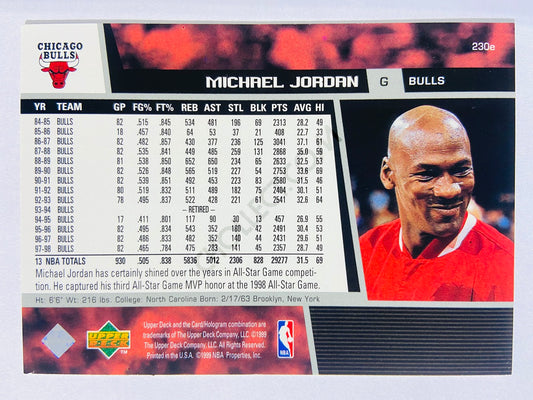 CHICAGO
BULLS
230e
MICHAEL JORDAN G BULLS
YR TEAM GP FG% FT% REB AST STL BLK PTS AVG HI
84-85 BULLS 82 .515 .845 534 481 196 69 2313 28.2 49
85-86 BULLS 18 .457 .840 64 53 37 21 408 22.7 33
86-87 BULLS 82 .482 .857 430 377 236 125 3041 37.1 61
87-88 BULLS 82 .535 .841 449 485 259 131 2868 35.0 59
88-89 BULLS 81 .538 .850 652 650 234 65 2633 32.5 53
89-90 BULLS 82 .526 .848 565 519 227 54 2753 33.6 69
90-91 BULLS 82 .539 .851 492 453 223 83 2580 31.5 46
91-92 BULLS 80 .519 .832 511 489 182 75 2404 30.1 51
92-93 BULLS 78 .495 .837 522 428 221 61 2541 32.6 64
93-94 BULLS -- RETIRED --
94-95 BULLS 17 .411 .801 117 90 30 13 457 26.9 55
95-96 BULLS 82 .495 .834 543 352 180 42 2491 30.4 53
96-97 BULLS 82 .486 .833 482 352 140 44 2431 29.6 51
97-98 BULLS 82 .465 .784 475 283 141 45 2357 28.7 49
13 NBA TOTALS 930 .505 .838 5836 5012 2306 828 29277 31.5 69
Michael Jordan has certainly shined over the years in All-Star Game competi-
tion. He captured his third All-Star Game MVP honor at the 1998 All-Star Game.
Ht: 6'6" Wt: 216 lbs. College: North Carolina Born: 2/17/63 Brooklyn, New York
UPPER
DECK
TM
Upper Deck and the Card/Hologram combination are
trademarks of The Upper Deck Company, LLC. ©1999
The Upper Deck Company, LLC. All Rights Reserved.
Printed in the U.S.A. ©1999 NBA Properties, Inc.
NBA